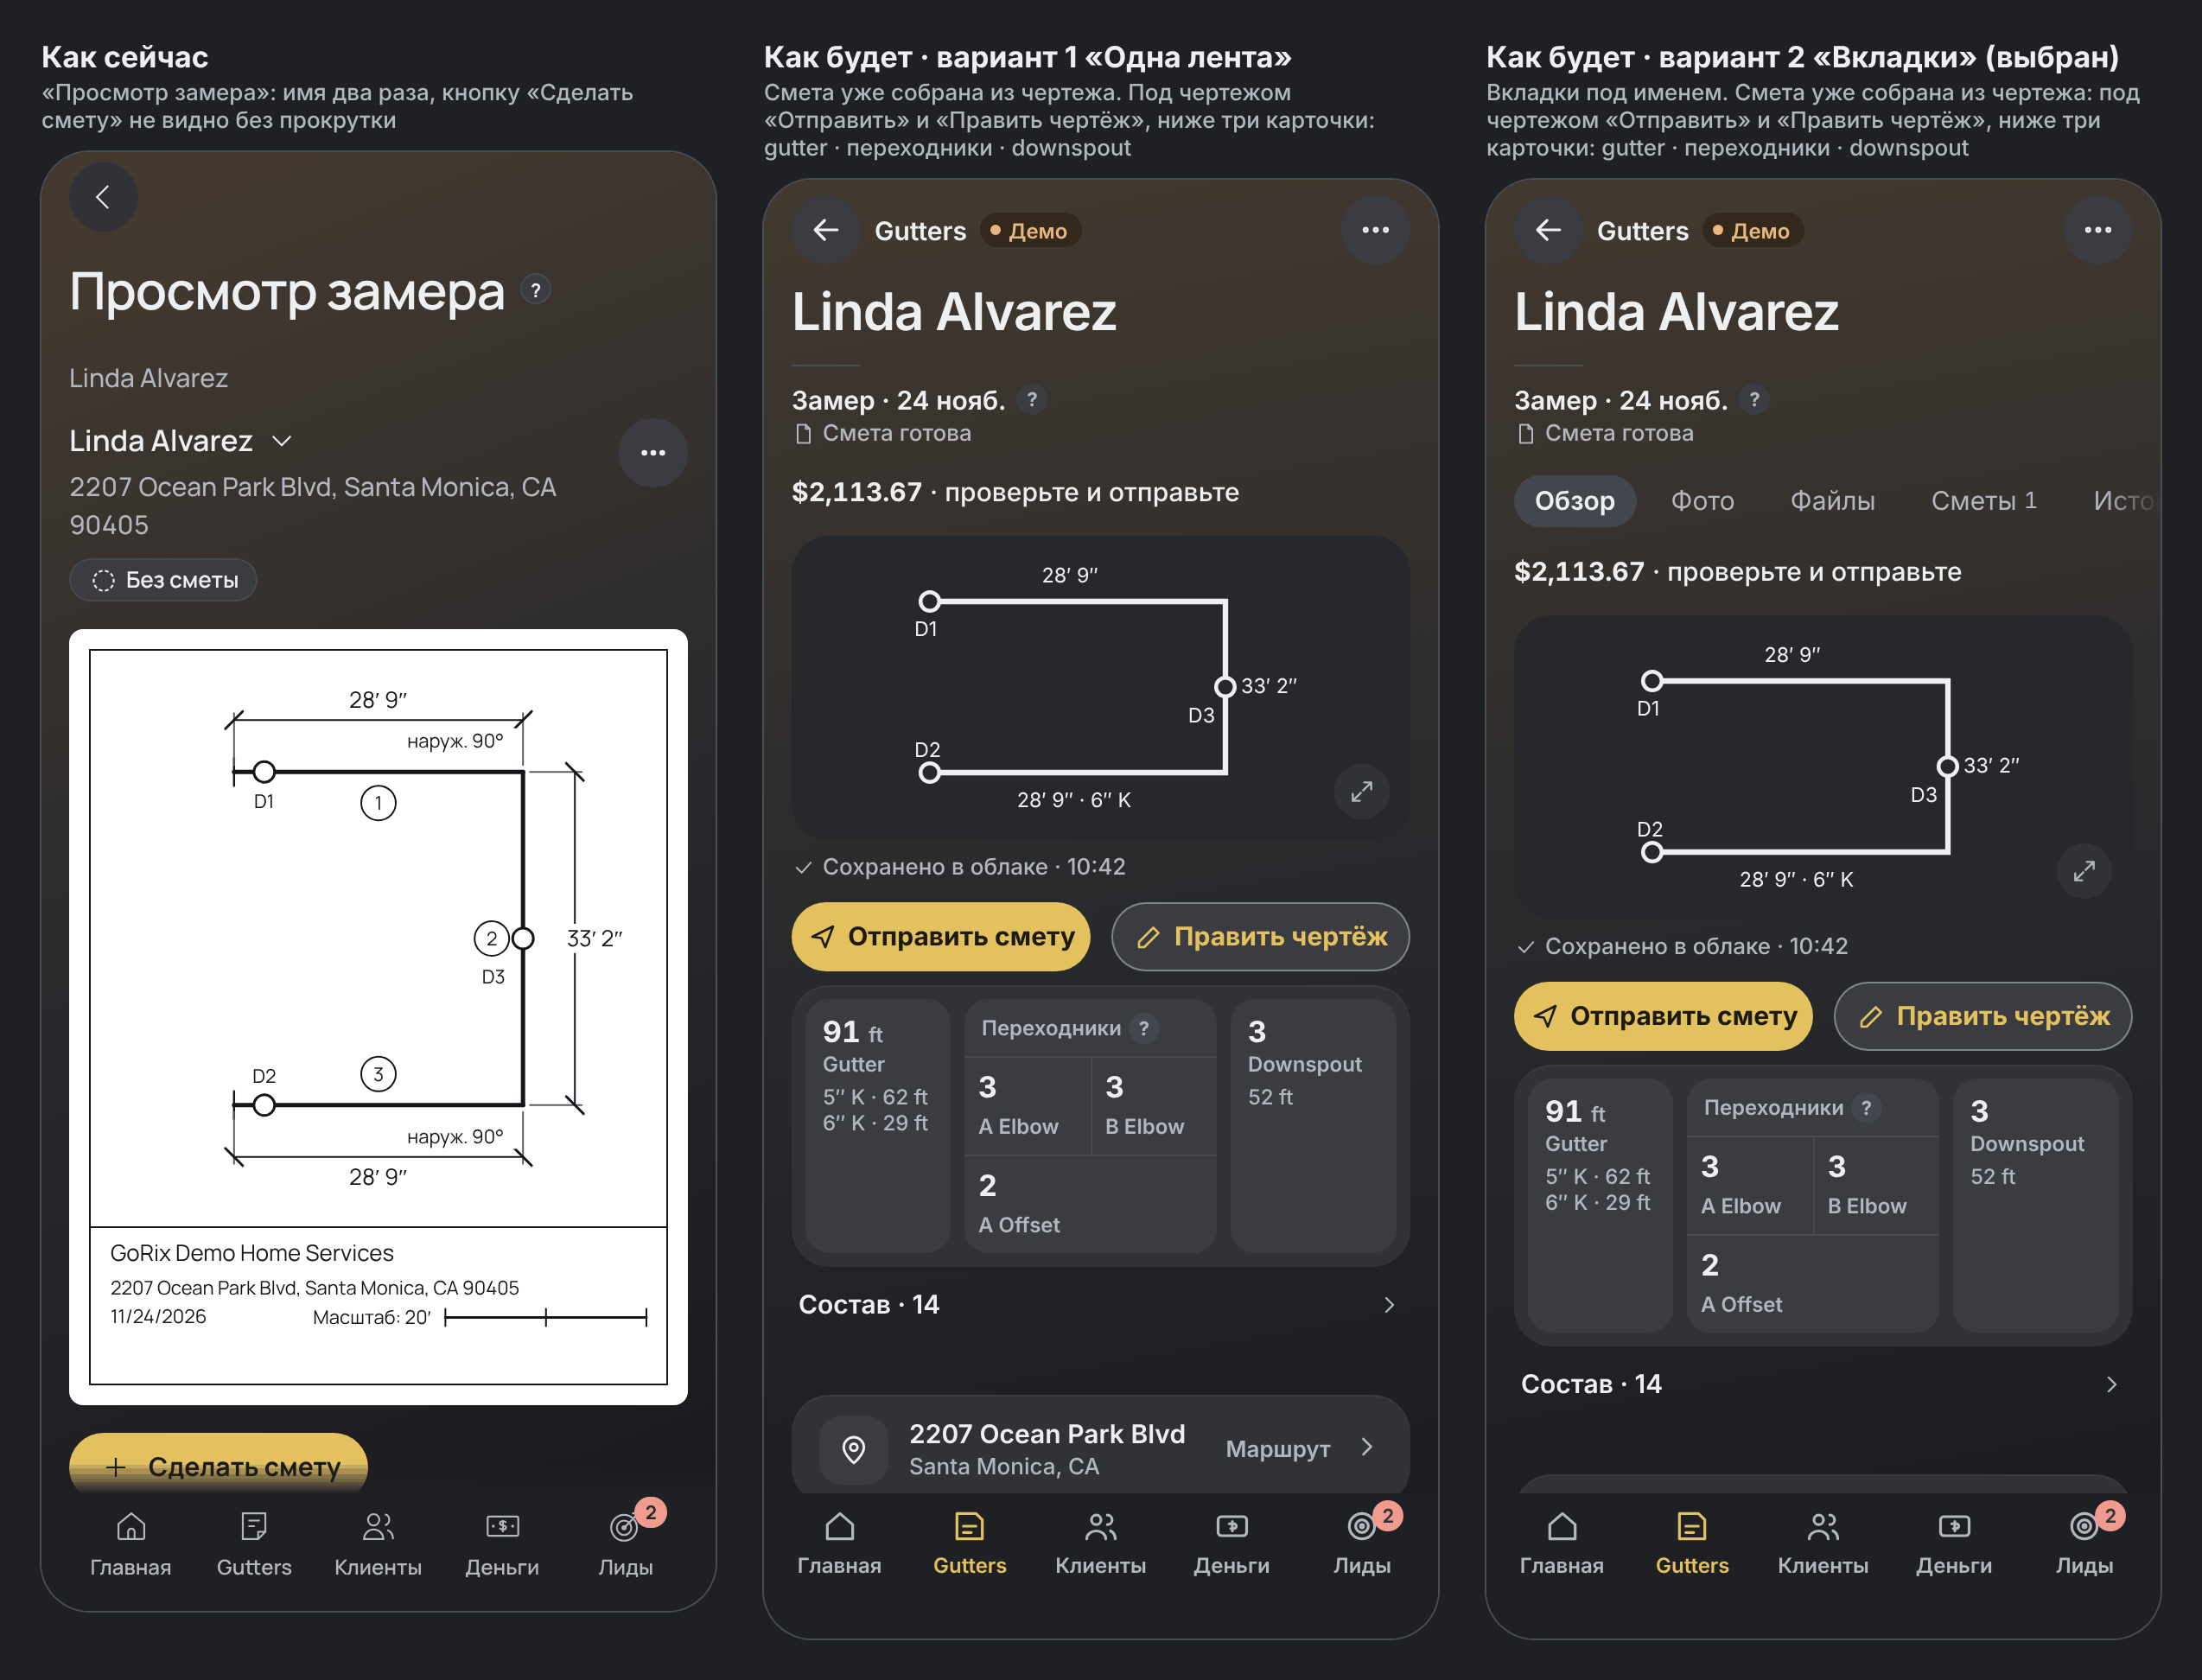 Как сейчас
«Просмотр замера»: имя два раза, кнопку «Сделать
смету» не видно без прокрутки
Просмотр замера ?
Linda Alvarez
Linda Alvarez
2207 Ocean Park Blvd, Santa Monica, CA
90405
Без сметы
28′ 9″
наруж. 90°
D1
1
2
33′ 2″
D3
D2
3
наруж. 90°
28′ 9″
GoRix Demo Home Services
2207 Ocean Park Blvd, Santa Monica, CA 90405
11/24/2026 Масштаб: 20′
+ Сделать смету
2
Главная Gutters Клиенты Деньги Лиды
Как будет · вариант 1 «Одна лента»
Смета уже собрана из чертежа. Под чертежом
«Отправить» и «Править чертёж», ниже три карточки:
gutter · переходники · downspout
Gutters Демо
Linda Alvarez
Замер · 24 нояб. ?
Смета готова
$2,113.67 · проверьте и отправьте
28′ 9″
D1
33′ 2″
D3
D2
28′ 9″ · 6″ K
Сохранено в облаке · 10:42
Отправить смету Править чертёж
91 ft
Gutter
5″ K · 62 ft
6″ K · 29 ft
Переходники ?
3
A Elbow
3
B Elbow
2
A Offset
3
Downspout
52 ft
Состав · 14
2207 Ocean Park Blvd
Santa Monica, CA
Маршрут
2
Главная Gutters Клиенты Деньги Лиды
Как будет · вариант 2 «Вкладки» (выбран)
Вкладки под именем. Смета уже собрана из чертежа: под
чертежом «Отправить» и «Править чертёж», ниже три
карточки: gutter · переходники · downspout
Gutters Демо
Linda Alvarez
Замер · 24 нояб. ?
Смета готова
Обзор Фото Файлы Сметы 1 Исто
$2,113.67 · проверьте и отправьте
28′ 9″
D1
33′ 2″
D3
D2
28′ 9″ · 6″ K
Сохранено в облаке · 10:42
Отправить смету Править чертёж
91 ft
Gutter
5″ K · 62 ft
6″ K · 29 ft
Переходники ?
3
A Elbow
3
B Elbow
2
A Offset
3
Downspout
52 ft
Состав · 14
2
Главная Gutters Клиенты Деньги Лиды